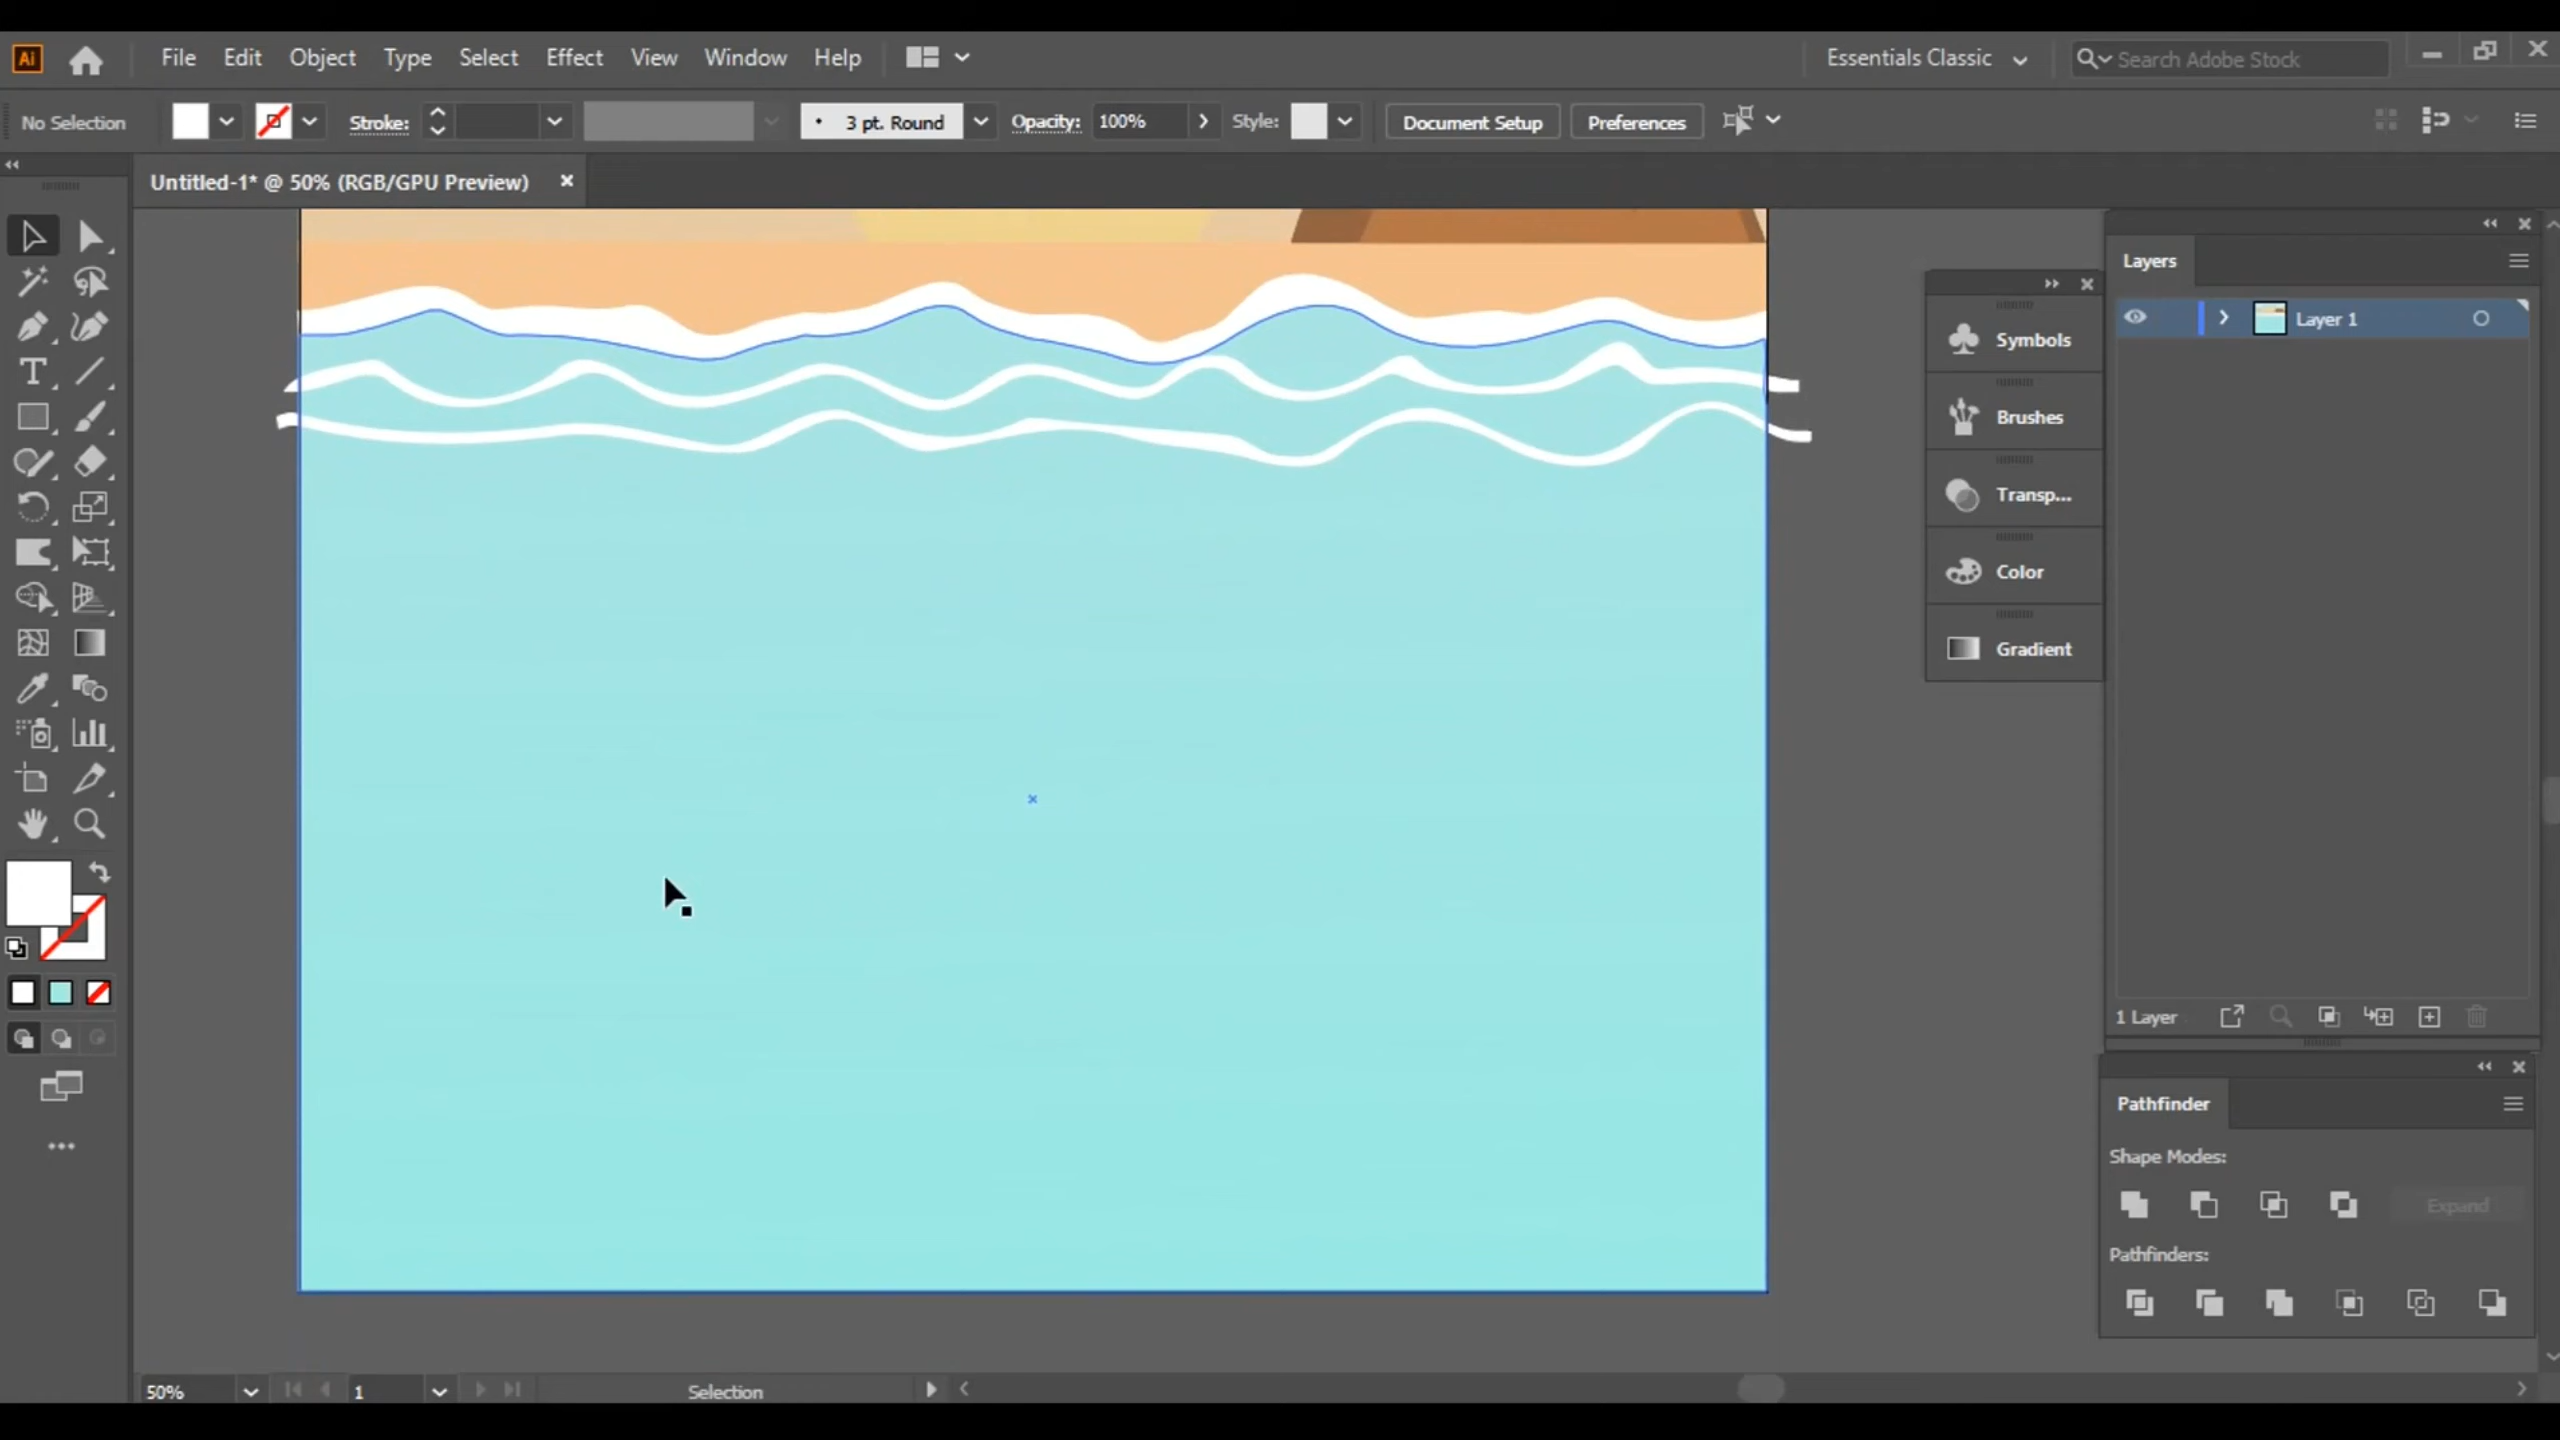 Ai File Edit Object Type Select Effect View Window Help Essentials Classic Search Adobe Stock
No Selection Stroke: • 3 pt. Round Opacity: 100% Style: Document Setup Preferences
Untitled-1* @ 50% (RGB/GPU Preview)
Layers
Layer 1
Symbols
Brushes
Transp...
Color
Gradient
1 Layer
Pathfinder
Shape Modes:
Expand
Pathfinders:
50% 1 Selection